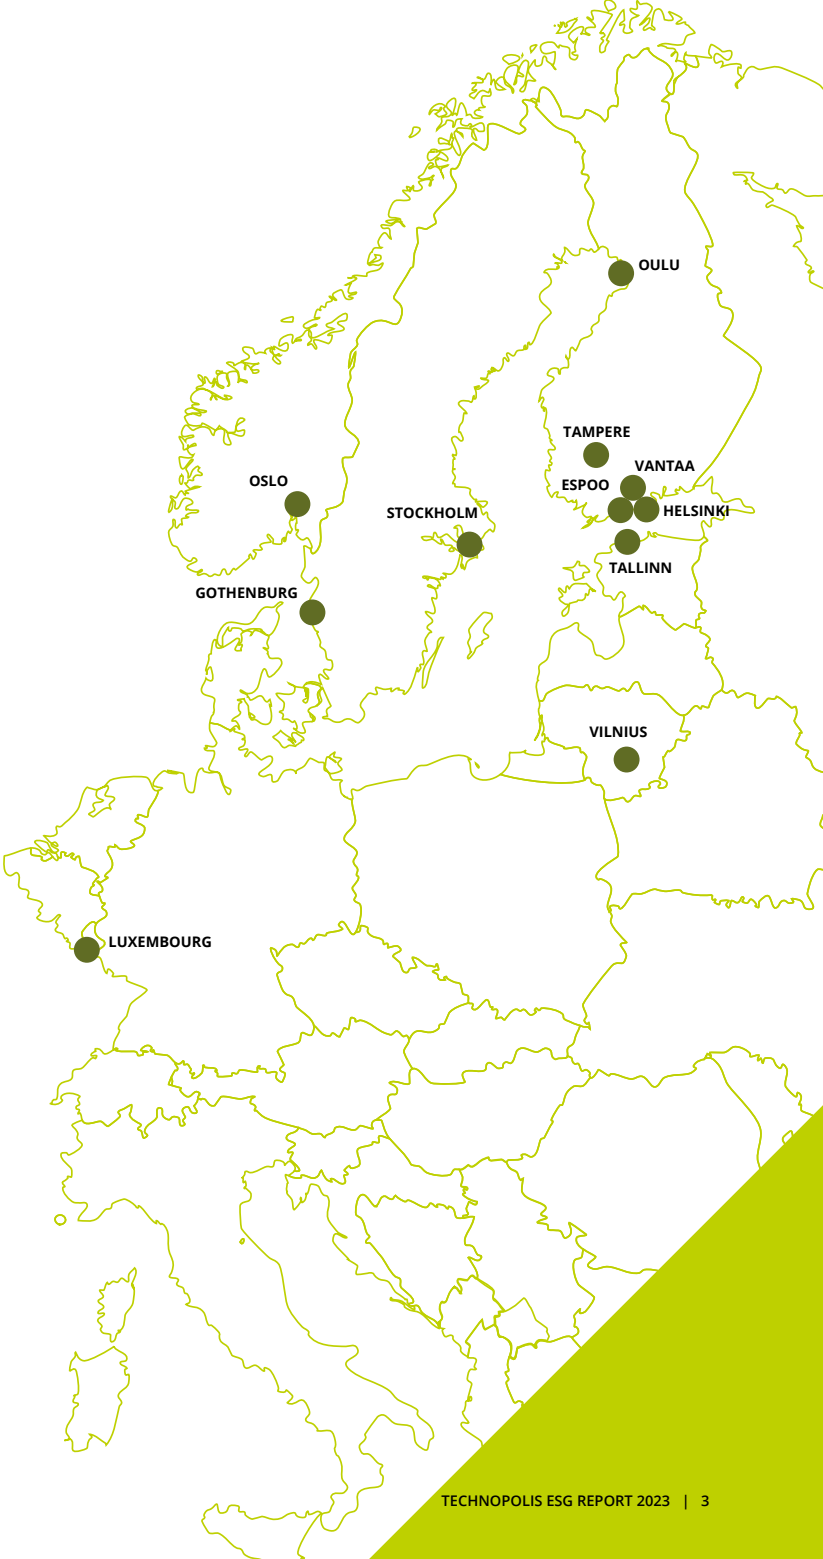 OULU
TAMPERE
VANTAA
ESPOO
OSLO
HELSINKI
STOCKHOLM
TALLINN
GOTHENBURG
VILNIUS
LUXEMBOURG
TECHNOPOLIS ESG REPORT 2023 | 3